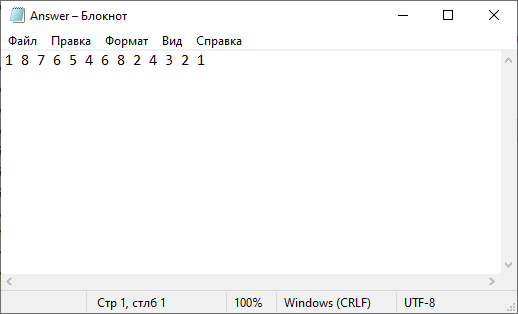 Answer – Блокнот
Файл Правка Формат Вид Справка
1 8 7 6 5 4 6 8 2 4 3 2 1
Стр 1, стлб 1 100% Windows (CRLF) UTF-8